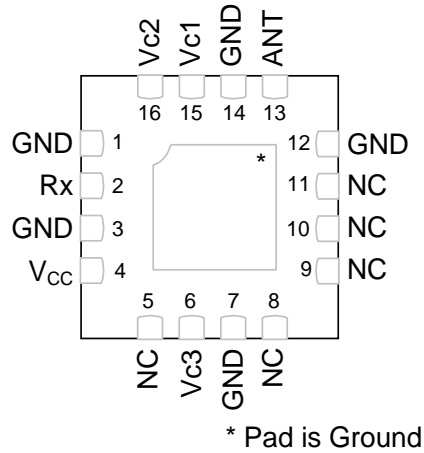 Vc2 Vc1 GND ANT
16 15 14 13
GND 1
Rx 2
GND 3
VCC 4
*
12 GND
11 NC
10 NC
9 NC
5 6 7 8
NC Vc3 GND NC
* Pad is Ground